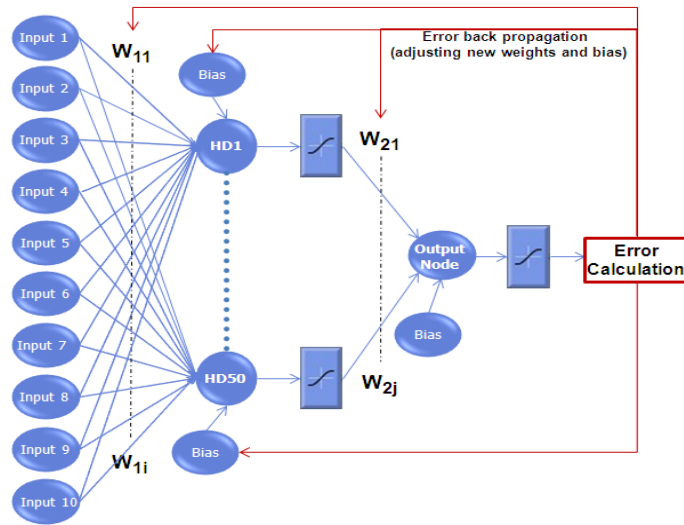 Input 1
Input 2
Input 3
Input 4
Input 5
Input 6
Input 7
Input 8
Input 9
Input 10
W11
W1i
Bias
HD1
HD50
Bias
Error back propagation
(adjusting new weights and bias)
W21
W2j
Output
Node
Bias
Error
Calculation